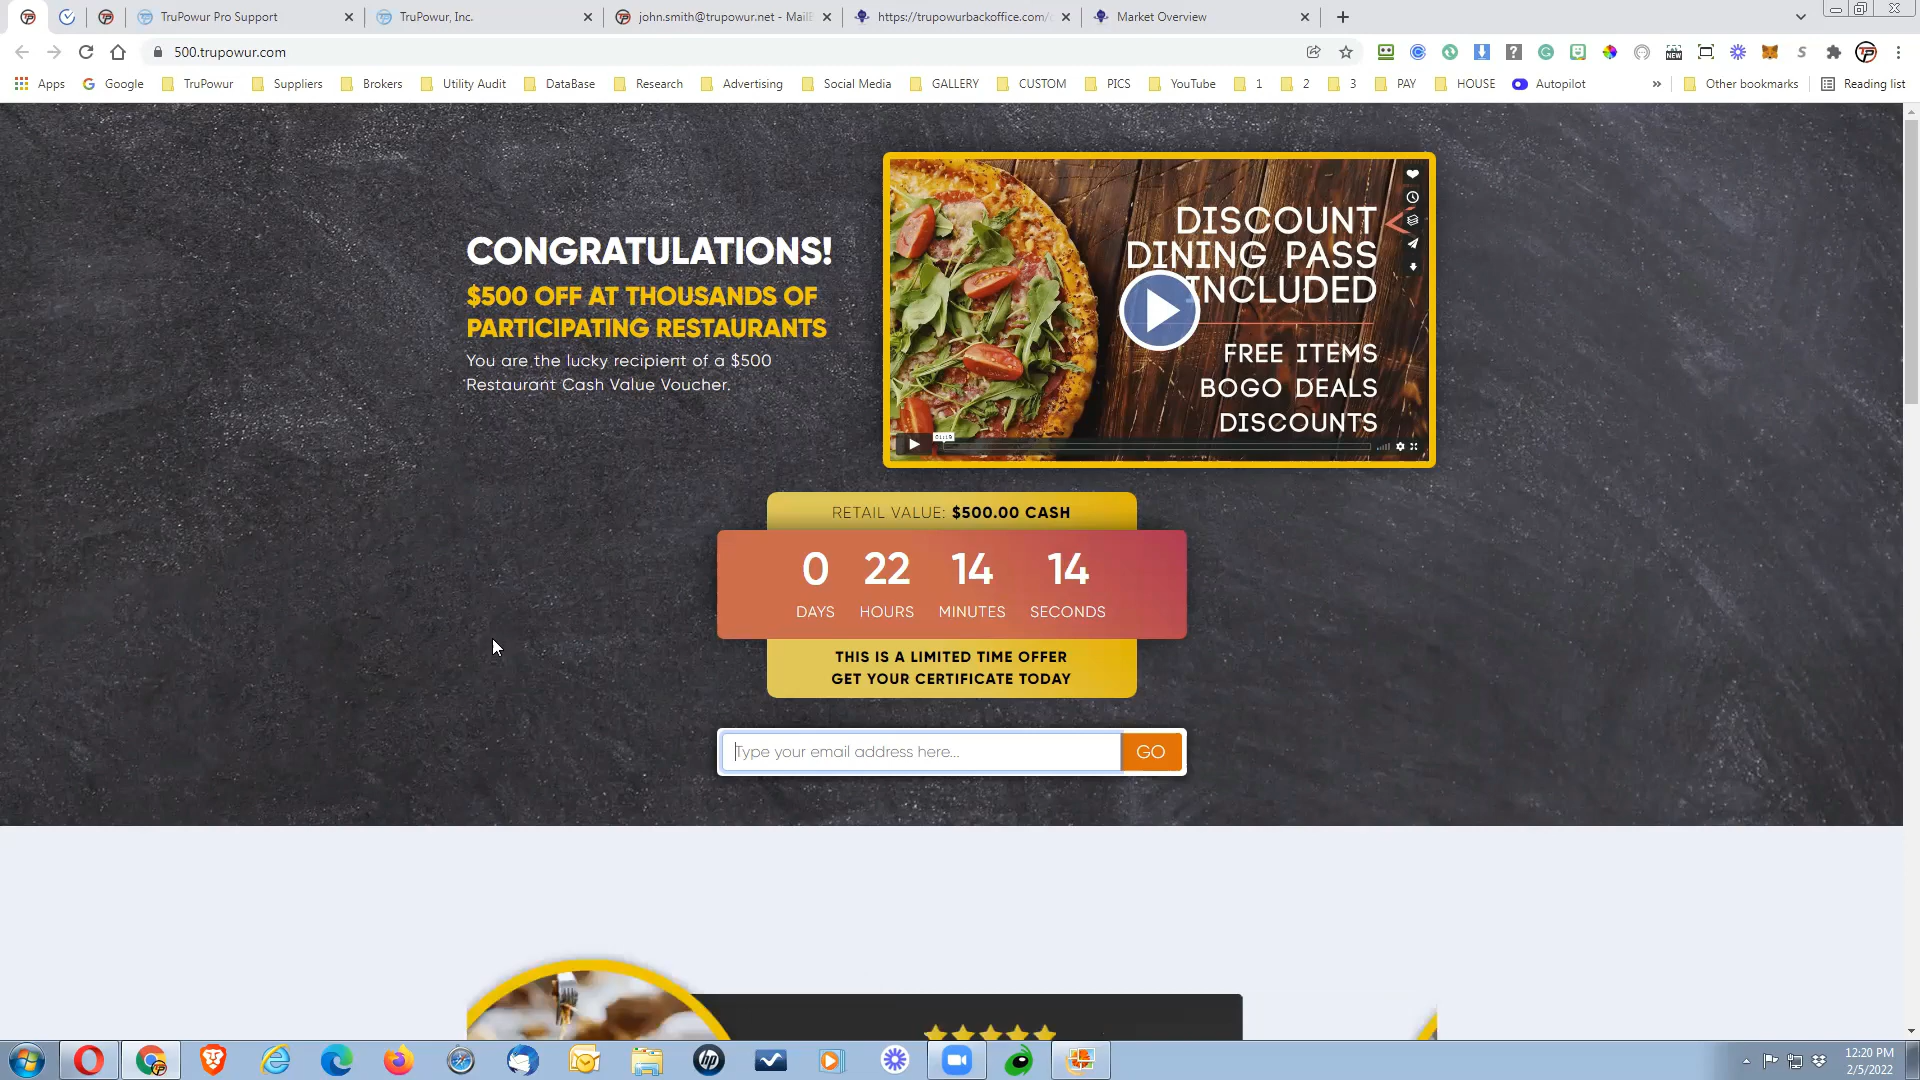 TruPowur Pro Support
TruPowur, Inc.
john.smith@trupowur.net - Mail
https://trupowurbackoffice.com/
Market Overview
500.trupowur.com
Apps
Google
TruPowur
Suppliers
Brokers
Utility Audit
DataBase
Research
Advertising
Social Media
GALLERY
CUSTOM
PICS
YouTube
1
2
3
PAY
HOUSE
Autopilot
»
Other bookmarks
Reading list
CONGRATULATIONS!
$500 OFF AT THOUSANDS OF
PARTICIPATING RESTAURANTS
You are the lucky recipient of a $500
Restaurant Cash Value Voucher.
DISCOUNT
DINING PASS
INCLUDED
FREE ITEMS
BOGO DEALS
DISCOUNTS
RETAIL VALUE: $500.00 CASH
0 22 14 14
DAYS HOURS MINUTES SECONDS
THIS IS A LIMITED TIME OFFER
GET YOUR CERTIFICATE TODAY
Type your email address here...
GO
12:20 PM
2/5/2022